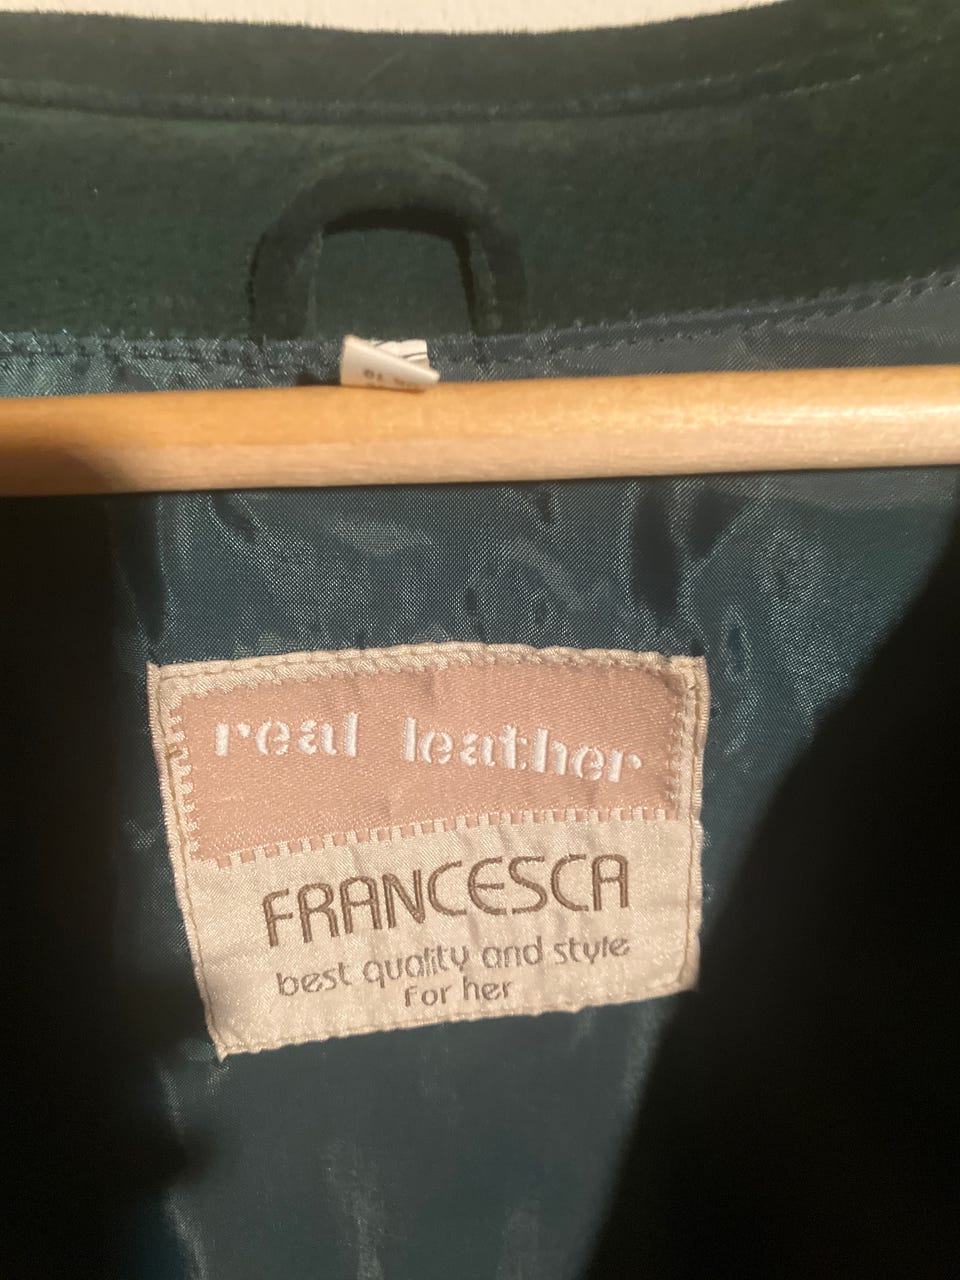 real leather
FRANCESCA
best quality and style
for her